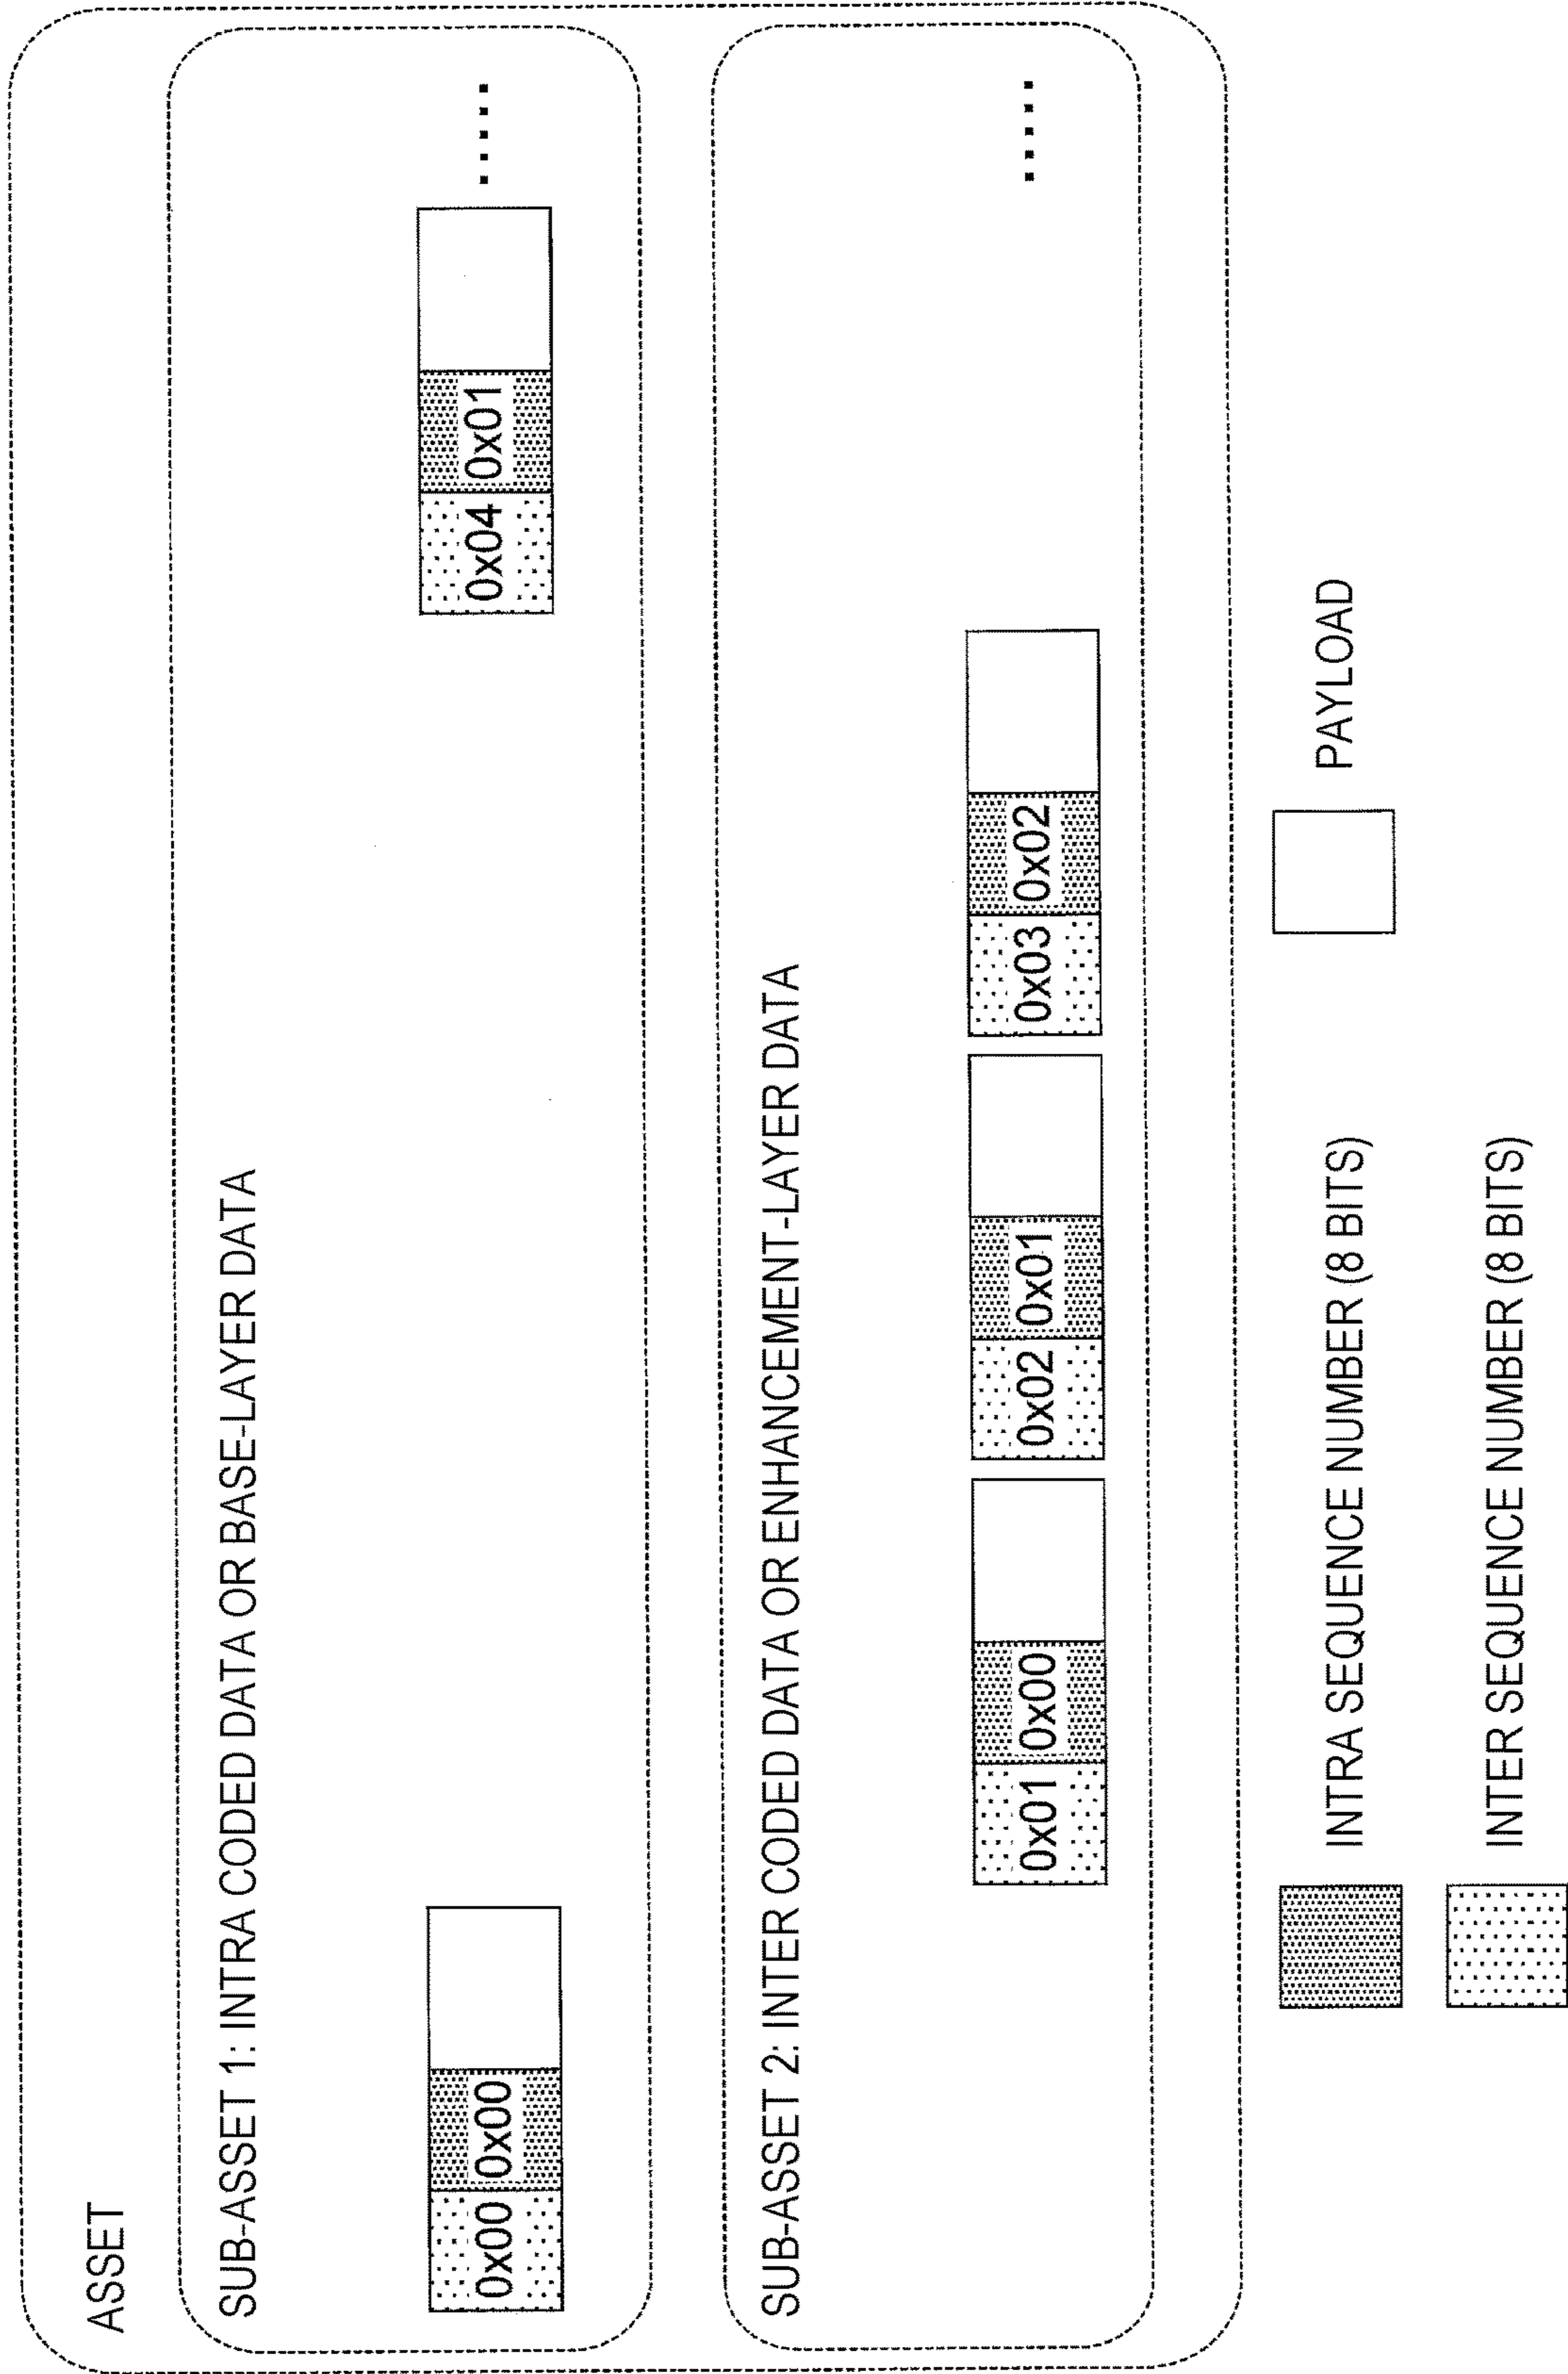 ASSET
SUB-ASSET 1: INTRA CODED DATA OR BASE-LAYER DATA
0x00 0x00
0x04 0x01
.....
SUB-ASSET 2: INTER CODED DATA OR ENHANCEMENT-LAYER DATA
0x01 0x00
0x02 0x01
0x03 0x02
.....
INTRA SEQUENCE NUMBER (8 BITS)
PAYLOAD
INTER SEQUENCE NUMBER (8 BITS)